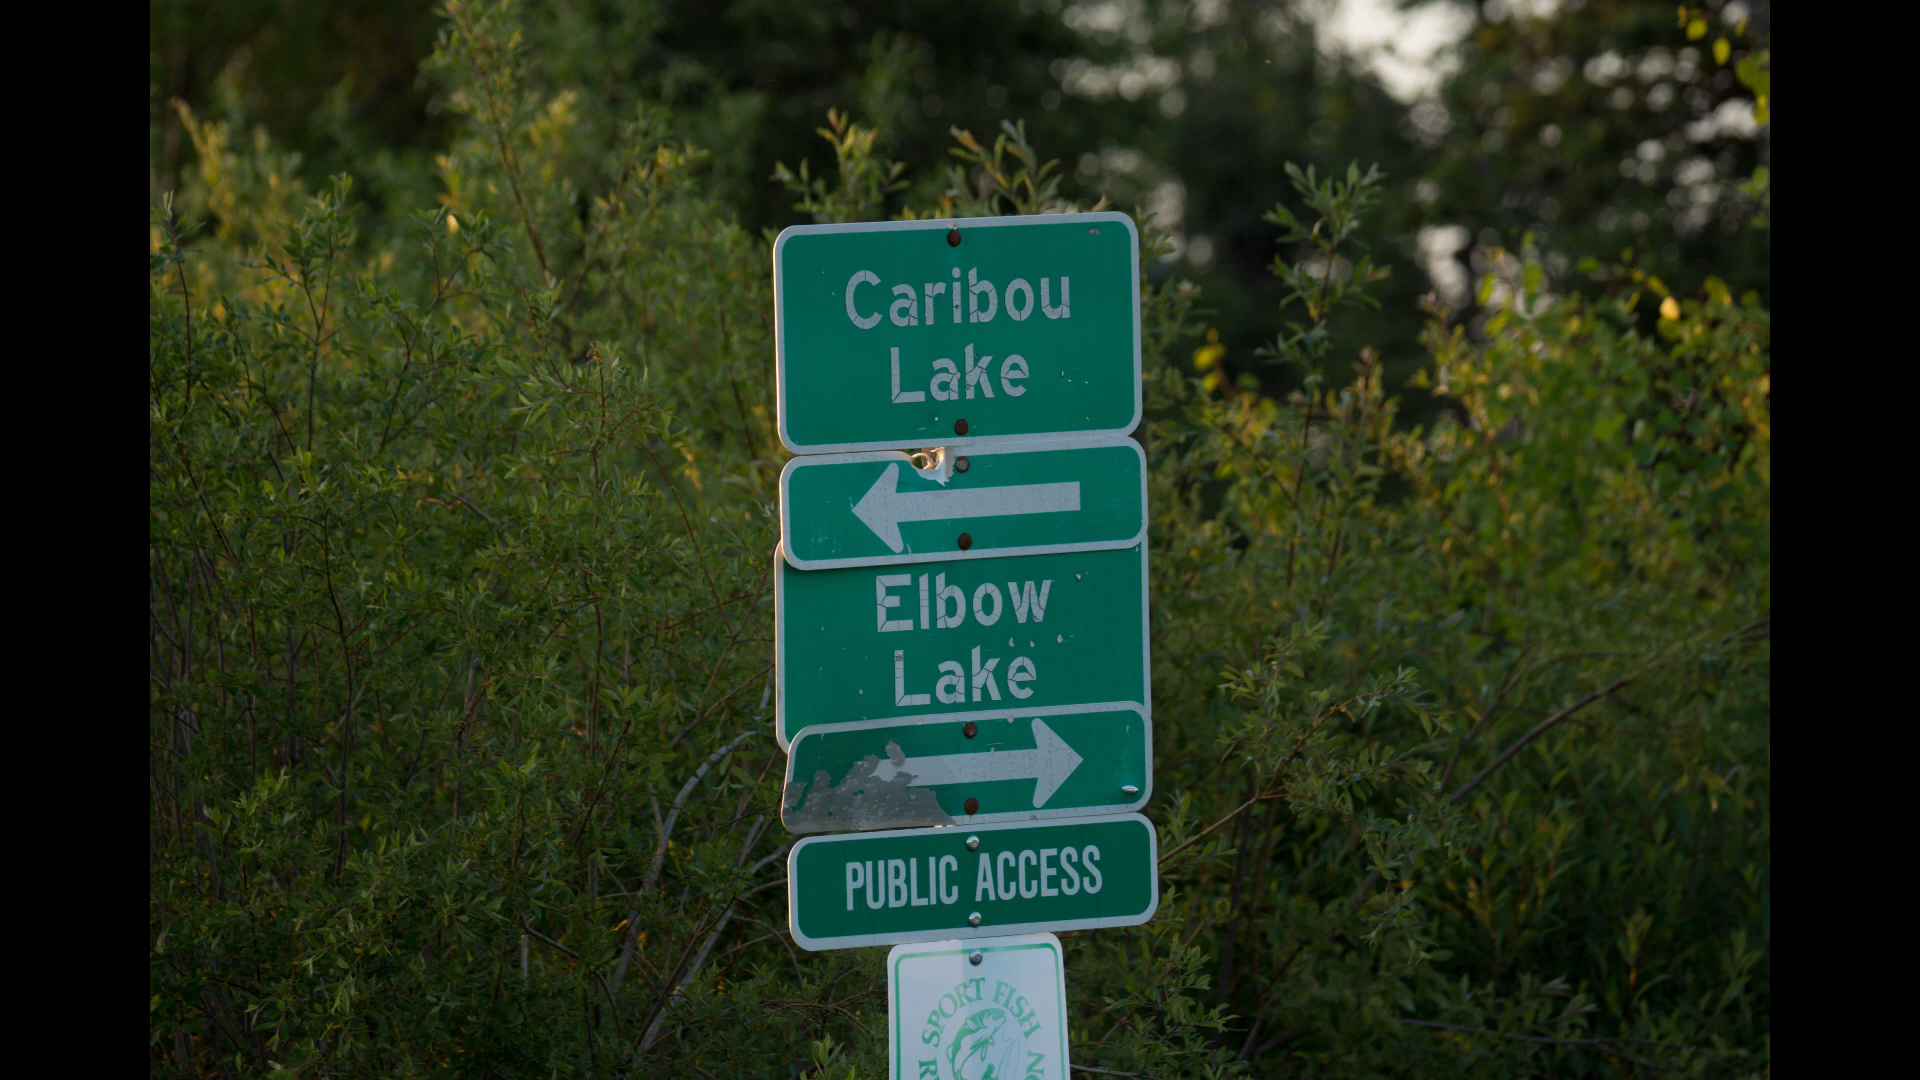 Caribou
Lake
Elbow
Lake
PUBLIC ACCESS
SPORT FISH